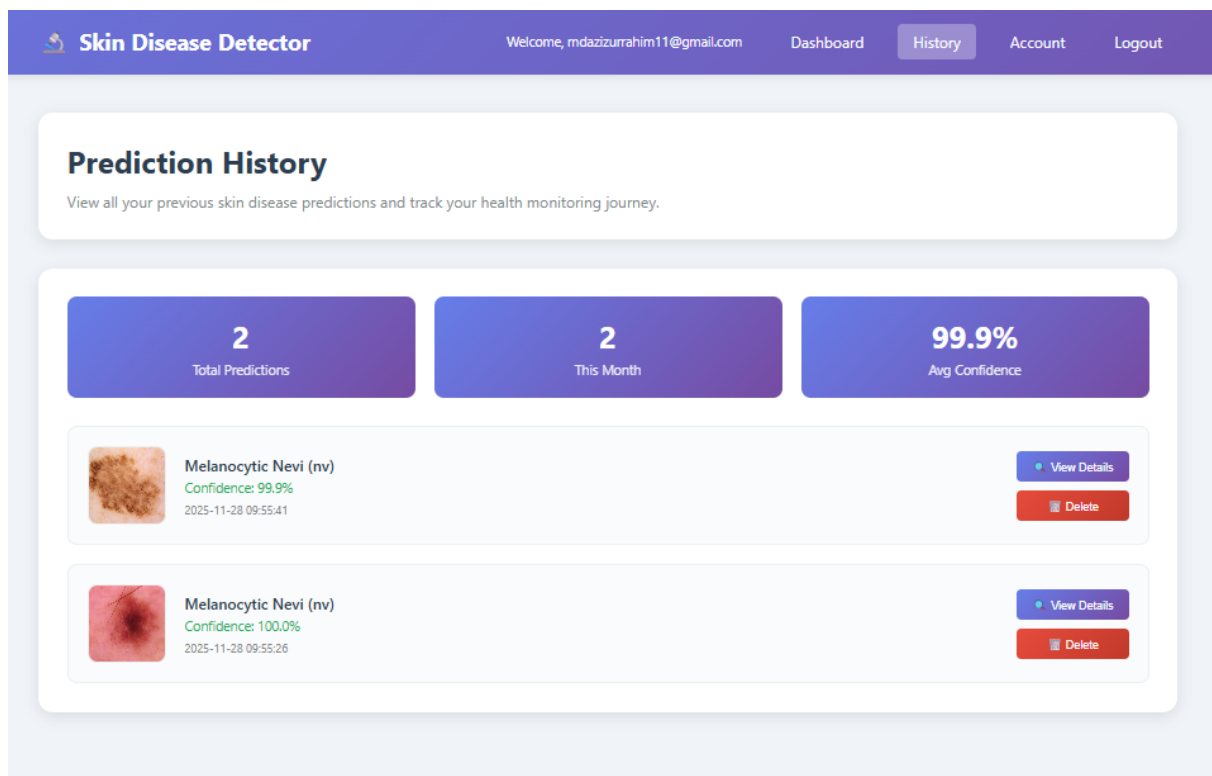 Skin Disease Detector
Welcome, mdazizurrahim11@gmail.com
Dashboard
History
Account
Logout
Prediction History
View all your previous skin disease predictions and track your health monitoring journey.
2
Total Predictions
2
This Month
99.9%
Avg Confidence
Melanocytic Nevi (nv)
Confidence: 99.9%
2025-11-28 09:55:41
View Details
Delete
Melanocytic Nevi (nv)
Confidence: 100.0%
2025-11-28 09:55:26
View Details
Delete